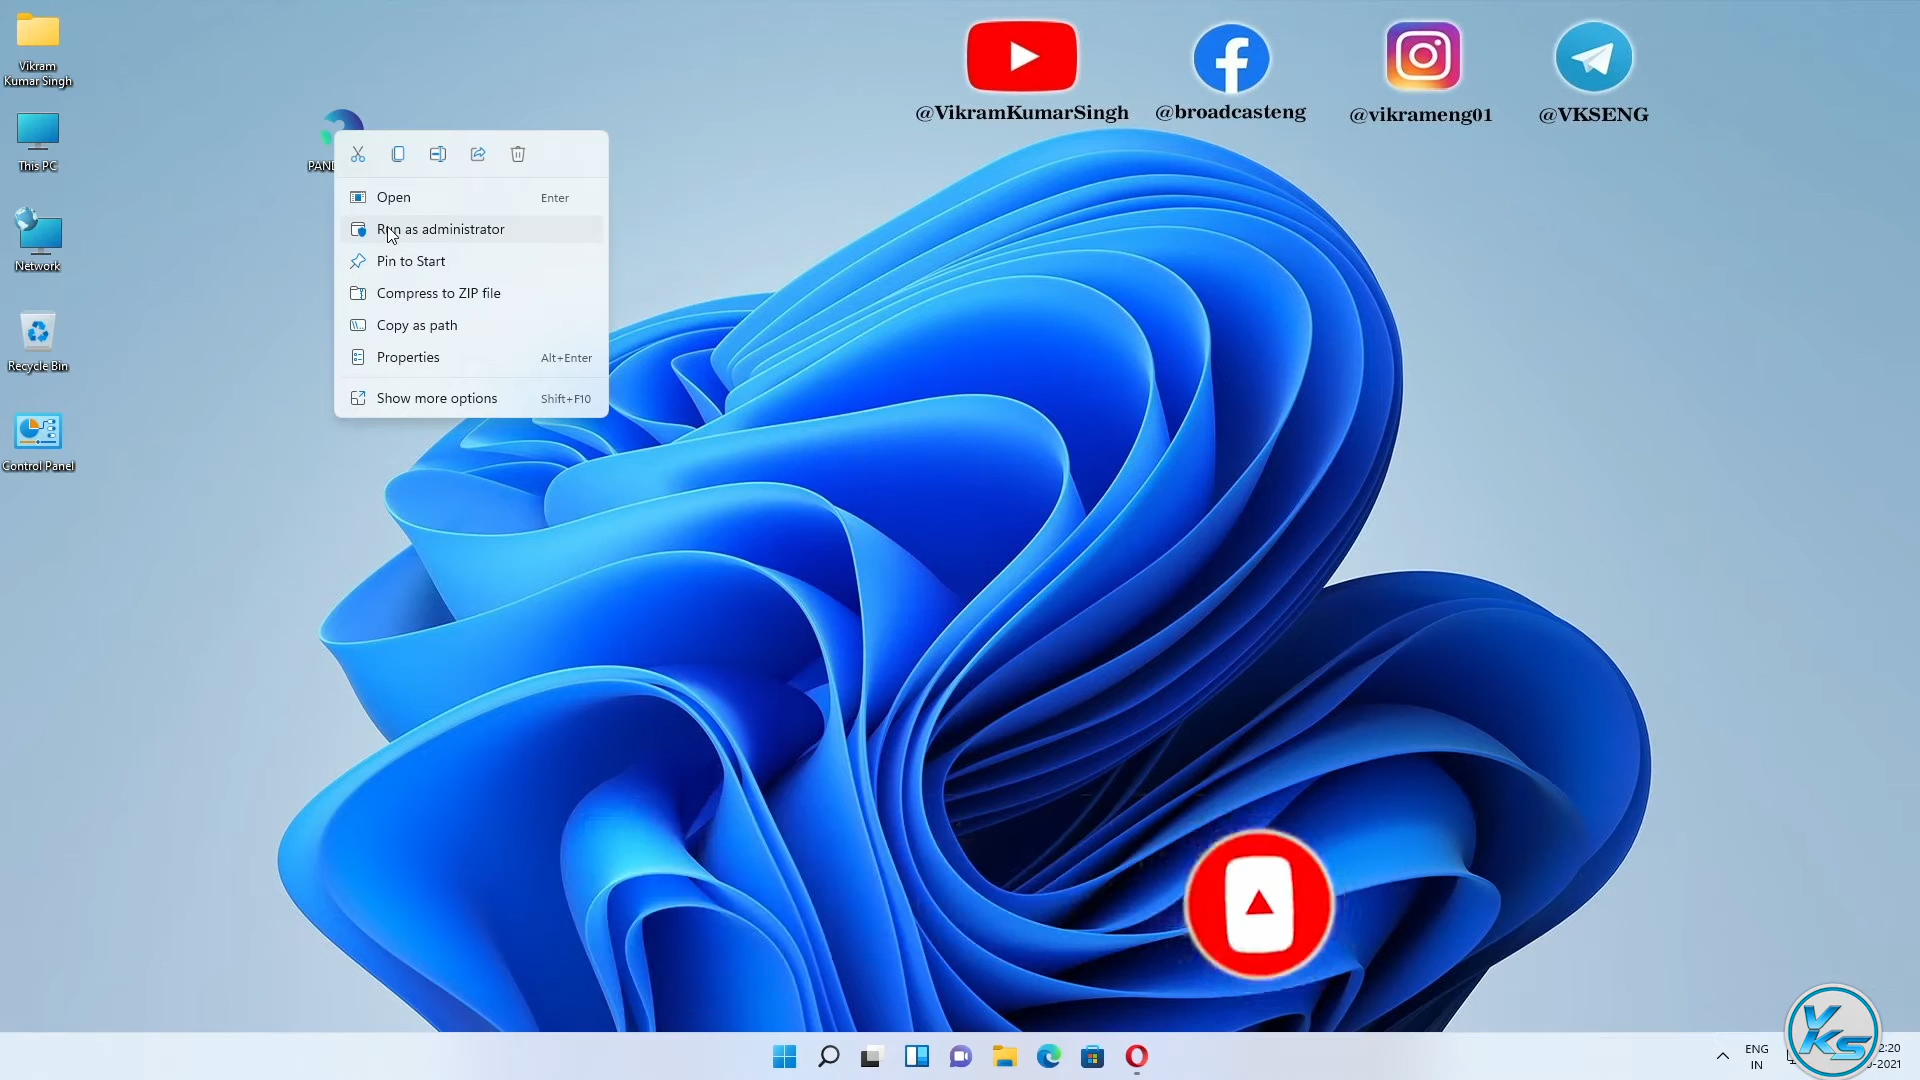 Vikram
Kumar Singh
This PC
Network
Recycle Bin
Control Panel
Open Enter
Run as administrator
Pin to Start
Compress to ZIP file
Copy as path
Properties Alt+Enter
Show more options Shift+F10
@VikramKumarSingh
@broadcasteng
@vikrameng01
@VKSENG
ENG
IN
VKS
2:20
-2021